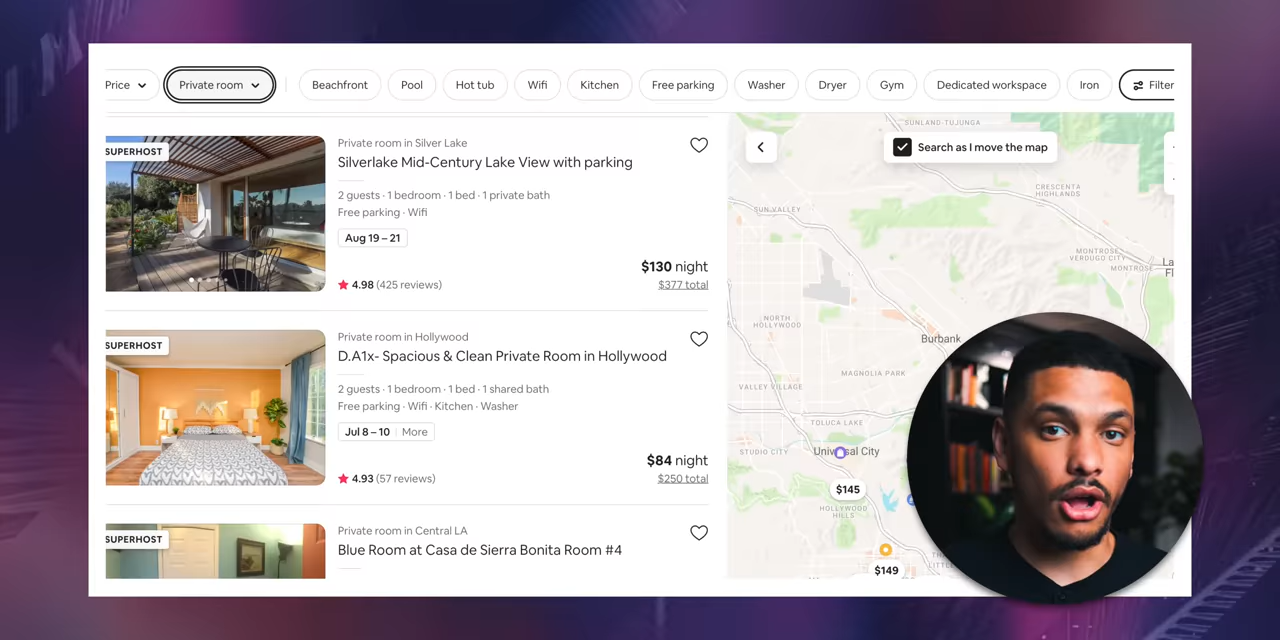 Price
Private room
Beachfront
Pool
Hot tub
Wifi
Kitchen
Free parking
Washer
Dryer
Gym
Dedicated workspace
Iron
Filter
SUPERHOST
Private room in Silver Lake
Silverlake Mid-Century Lake View with parking
2 guests · 1 bedroom · 1 bed · 1 private bath
Free parking · Wifi
Aug 19 – 21
$130 night
4.98 (425 reviews)
$377 total
SUPERHOST
Private room in Hollywood
D.A1x- Spacious & Clean Private Room in Hollywood
2 guests · 1 bedroom · 1 bed · 1 shared bath
Free parking · Wifi · Kitchen · Washer
Jul 8 – 10 | More
$84 night
4.93 (57 reviews)
$250 total
SUPERHOST
Private room in Central LA
Blue Room at Casa de Sierra Bonita Room #4
SUNLAND-TUJUNGA
Search as I move the map
CRESCENTA
HIGHLANDS
SUN VALLEY
MONTROSE
VERDUGO CITY
MONTROSE
La
Fl
NORTH
HOLLYWOOD
Burbank
MAGNOLIA PARK
VALLEY VILLAGE
TOLUCA LAKE
STUDIO CITY
Universal City
$145
HOLLYWOOD
HILLS
$149